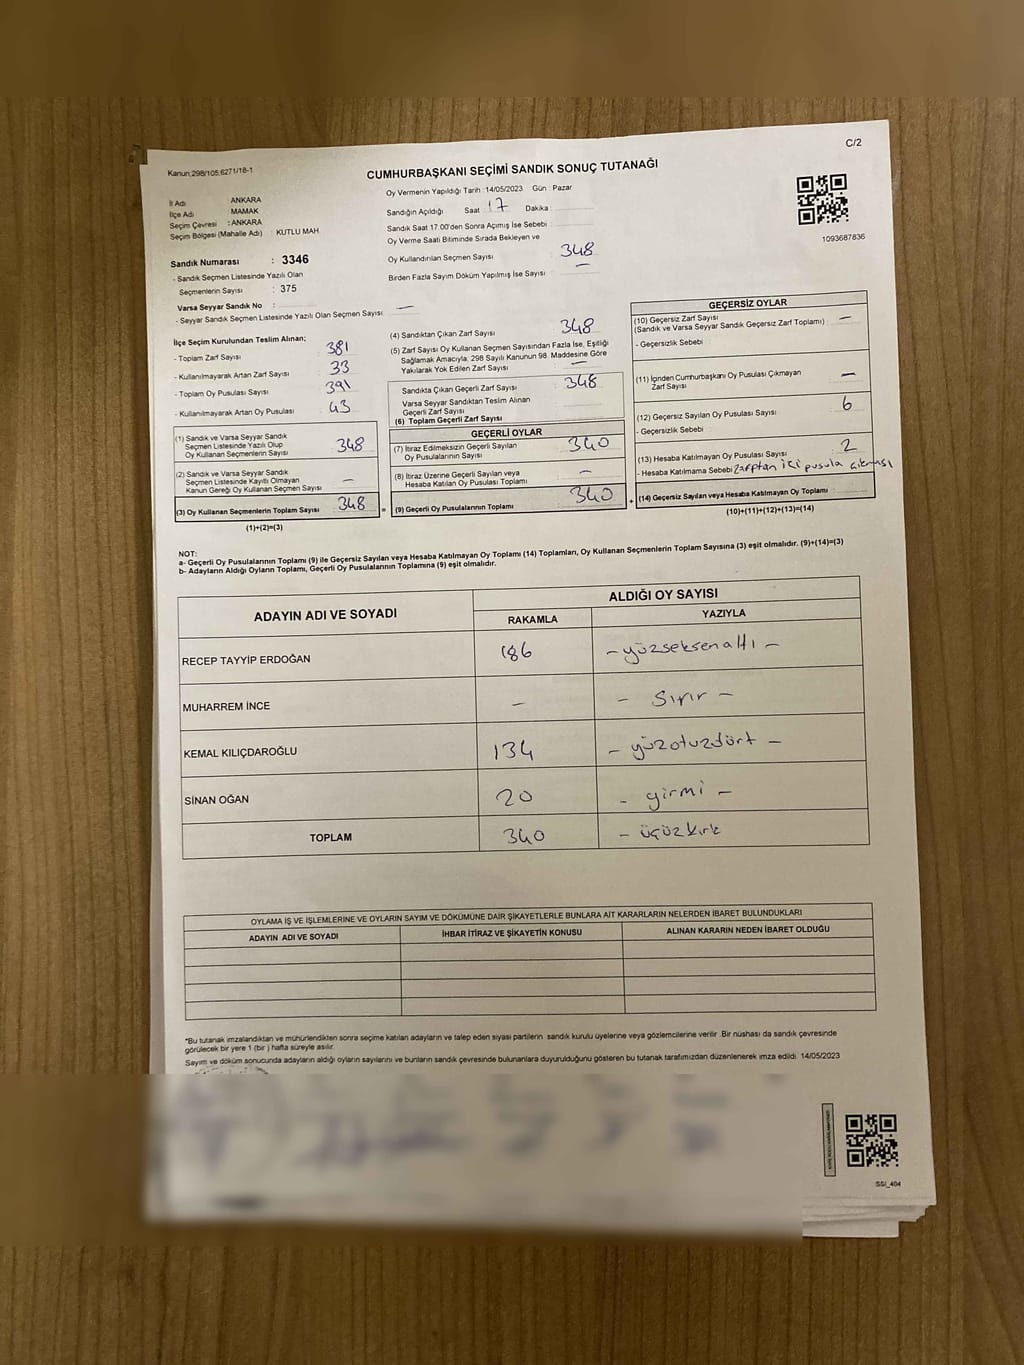 C/2
Kanun;298/105;6271/18-1
CUMHURBAŞKANI SEÇİMİ SANDIK SONUÇ TUTANAĞI
İl Adı ANKARA
İlçe Adı MAMAK
Seçim Çevresi : ANKARA
Seçim Bölgesi (Mahalle Adı) : KUTLU MAH
Sandık Numarası : 3346
- Sandık Seçmen Listesinde Yazılı Olan
Seçmenlerin Sayısı : 375
Varsa Seyyar Sandık No :
- Seyyar Sandık Seçmen Listesinde Yazılı Olan Seçmen Sayısı —
Oy Vermenin Yapıldığı Tarih :14/05/2023 Gün : Pazar
Sandığın Açıldığı Saat 17 Dakika :
Sandık Saat 17.00'den Sonra Açımış İse Sebebi :
Oy Verme Saati Bitiminde Sırada Bekleyen ve
Oy Kullandırılan Seçmen Sayısı 348
Birden Fazla Sayım Döküm Yapılmış İse Sayısı —
1093687836
İlçe Seçim Kurulundan Teslim Alınan;
- Toplam Zarf Sayısı 381
- Kullanılmayarak Artan Zarf Sayısı 33
- Toplam Oy Pusulası Sayısı 391
- Kullanılmayarak Artan Oy Pusulası 43
(1) Sandık ve Varsa Seyyar Sandık
Seçmen Listesinde Yazılı Olup
Oy Kullanan Seçmenlerin Sayısı 348
(2) Sandık ve Varsa Seyyar Sandık
Seçmen Listesinde Kayıtlı Olmayan
Kanun Gereği Oy Kullanan Seçmen Sayısı —
(3) Oy Kullanan Seçmenlerin Toplam Sayısı 348 =
(1)+(2)=(3)
(4) Sandıktan Çıkan Zarf Sayısı 348
(5) Zarf Sayısı Oy Kullanan Seçmen Sayısından Fazla İse, Eşitliği
Sağlamak Amacıyla, 298 Sayılı Kanunun 98. Maddesine Göre
Yakılarak Yok Edilen Zarf Sayısı —
Sandıkta Çıkan Geçerli Zarf Sayısı 348
Varsa Seyyar Sandıktan Teslim Alınan
Geçerli Zarf Sayısı
(6) Toplam Geçerli Zarf Sayısı
GEÇERLİ OYLAR
(7) İtiraz Edilmeksizin Geçerli Sayılan
Oy Pusulalarının Sayısı 340
(8) İtiraz Üzerine Geçerli Sayılan veya
Hesaba Katılan Oy Pusulası Toplamı —
(9) Geçerli Oy Pusulalarının Toplamı 340 +
GEÇERSİZ OYLAR
(10) Geçersiz Zarf Sayısı
(Sandık ve Varsa Seyyar Sandık Geçersiz Zarf Toplamı) : —
- Geçersizlik Sebebi
(11) İçinden Cumhurbaşkanı Oy Pusulası Çıkmayan
Zarf Sayısı —
(12) Geçersiz Sayılan Oy Pusulası Sayısı 6
- Geçersizlik Sebebi
(13) Hesaba Katılmayan Oy Pusulası Sayısı 2
- Hesaba Katılmama Sebebi zarftan iki pusula çıkması
(14) Geçersiz Sayılan veya Hesaba Katılmayan Oy Toplamı
(10)+(11)+(12)+(13)=(14)
NOT:
a- Geçerli Oy Pusulalarının Toplamı (9) ile Geçersiz Sayılan veya Hesaba Katılmayan Oy Toplamı (14) Toplamları, Oy Kullanan Seçmenlerin Toplam Sayısına (3) eşit olmalıdır. (9)+(14)=(3)
b- Adayların Aldığı Oyların Toplamı, Geçerli Oy Pusulalarının Toplamına (9) eşit olmalıdır.
ADAYIN ADI VE SOYADI ALDIĞI OY SAYISI
RAKAMLA YAZIYLA
RECEP TAYYİP ERDOĞAN 186 - yüzseksenaltı -
MUHARREM İNCE — - Sıfır -
KEMAL KILIÇDAROĞLU 134 - yüzotuzdört -
SİNAN OĞAN 20 - yirmi -
TOPLAM 340 - üçüzkırk
OYLAMA İŞ VE İŞLEMLERİNE VE OYLARIN SAYIM VE DÖKÜMÜNE DAİR ŞİKAYETLERLE BUNLARA AİT KARARLARIN NELERDEN İBARET BULUNDUKLARI
ADAYIN ADI VE SOYADI İHBAR İTİRAZ VE ŞİKAYETİN KONUSU ALINAN KARARIN NEDEN İBARET OLDUĞU
*Bu tutanak imzalandıktan ve mühürlendikten sonra seçime katılan adayların ve talep eden siyasi partilerin sandık kurulu üyelerine veya gözlemcilerine verilir .Bir nüshası da sandık çevresinde
görülecek bir yere 1 (bir ) hafta süreyle asılır.
Sayım ve döküm sonucunda adayların aldığı oyların sayılarını ve bunların sandık çevresinde bulunanlara duyurulduğunu gösteren bu tutanak tarafımızdan düzenlenerek imza edildi. 14/05/2023
SSI_404